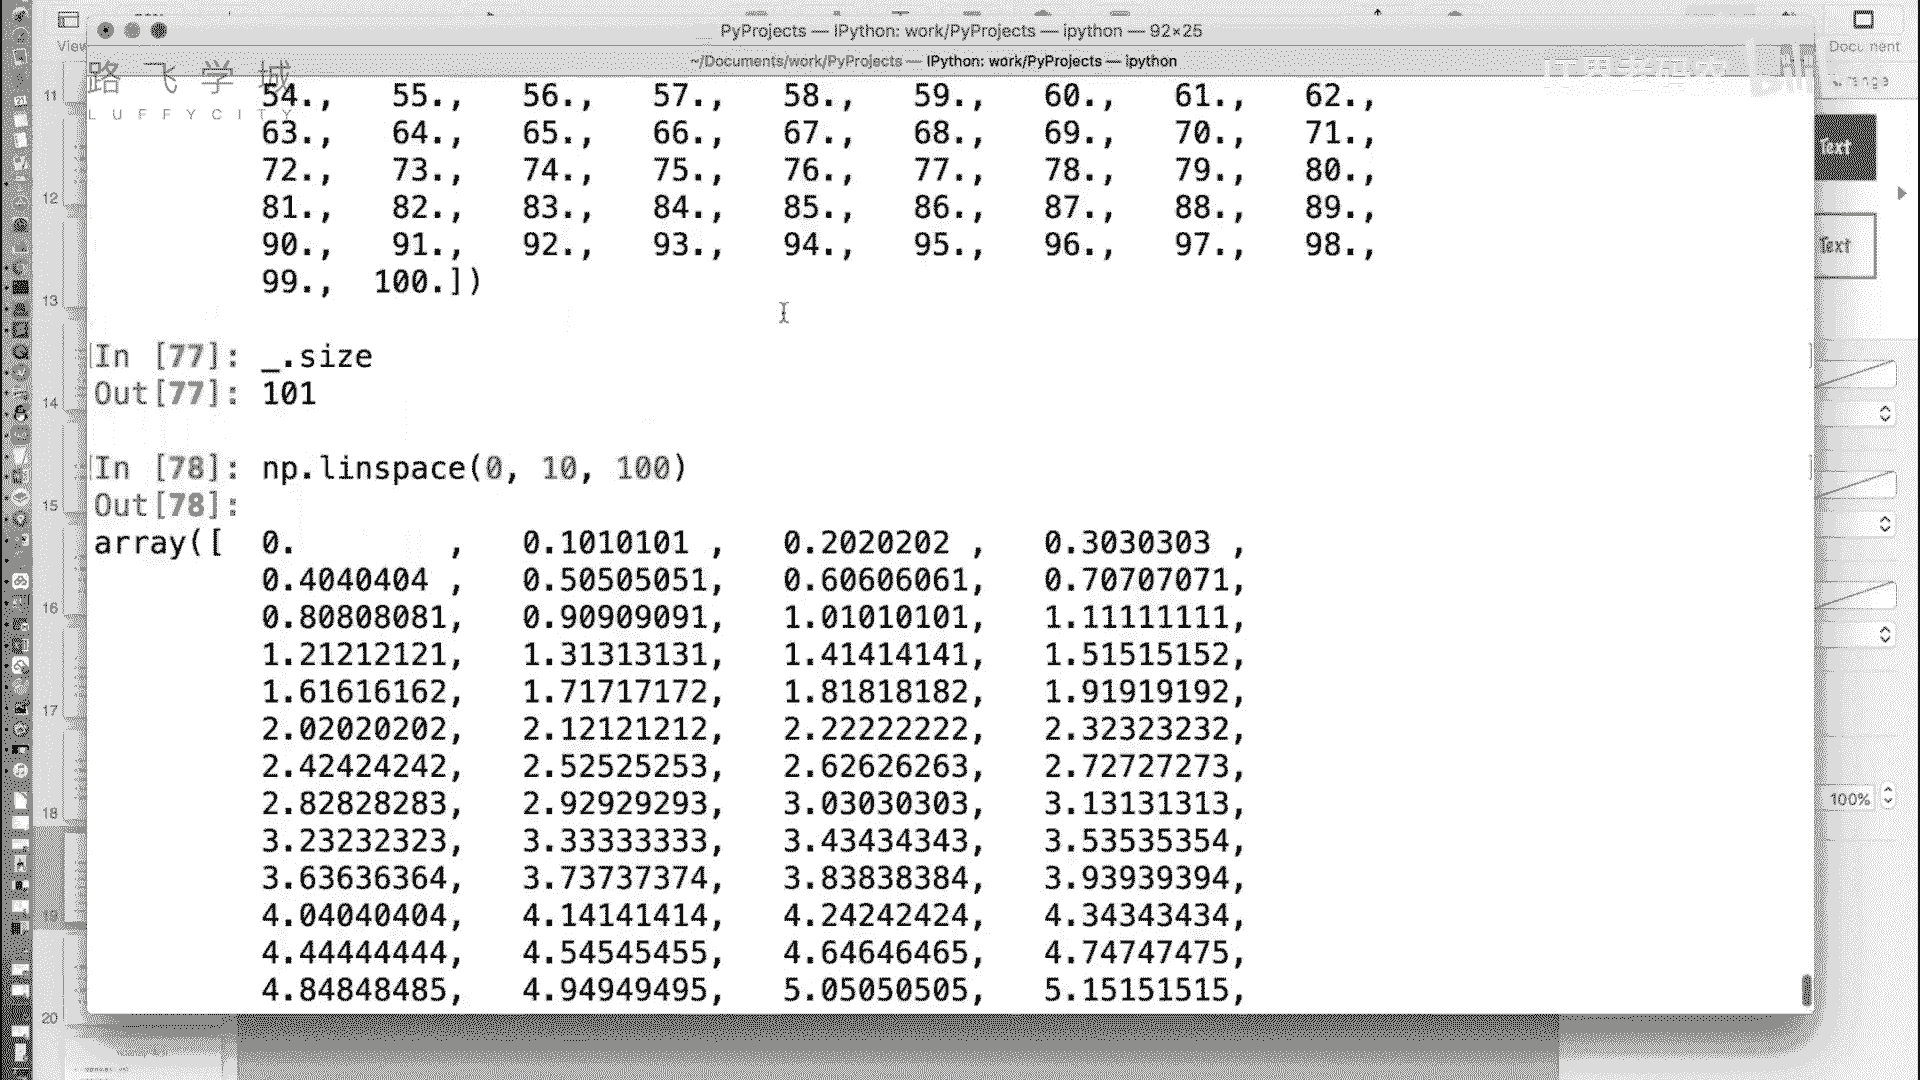 PyProjects — IPython: work/PyProjects — ipython — 92×25
~/Documents/work/PyProjects — IPython: work/PyProjects — ipython
View
Document
路飞学城
LUFFYCITY
54., 55., 56., 57., 58., 59., 60., 61., 62.,
63., 64., 65., 66., 67., 68., 69., 70., 71.,
72., 73., 74., 75., 76., 77., 78., 79., 80.,
81., 82., 83., 84., 85., 86., 87., 88., 89.,
90., 91., 92., 93., 94., 95., 96., 97., 98.,
99., 100.])
In [77]: _.size
Out[77]: 101
In [78]: np.linspace(0, 10, 100)
Out[78]:
array([ 0. , 0.1010101 , 0.2020202 , 0.3030303 ,
0.4040404 , 0.50505051, 0.60606061, 0.70707071,
0.80808081, 0.90909091, 1.01010101, 1.11111111,
1.21212121, 1.31313131, 1.41414141, 1.51515152,
1.61616162, 1.71717172, 1.81818182, 1.91919192,
2.02020202, 2.12121212, 2.22222222, 2.32323232,
2.42424242, 2.52525253, 2.62626263, 2.72727273,
2.82828283, 2.92929293, 3.03030303, 3.13131313,
3.23232323, 3.33333333, 3.43434343, 3.53535354,
3.63636364, 3.73737374, 3.83838384, 3.93939394,
4.04040404, 4.14141414, 4.24242424, 4.34343434,
4.44444444, 4.54545455, 4.64646465, 4.74747475,
4.84848485, 4.94949495, 5.05050505, 5.15151515,
11
12
13
14
15
16
17
18
19
20
Text
Text
100%